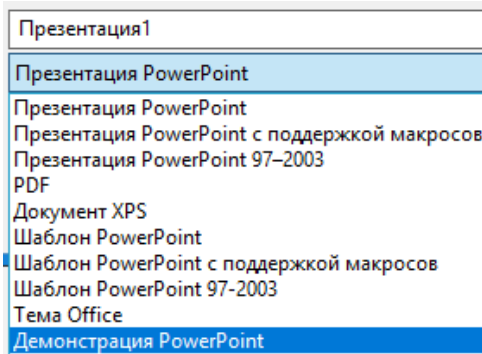 Презентация1
Презентация PowerPoint
Презентация PowerPoint
Презентация PowerPoint с поддержкой макросов
Презентация PowerPoint 97–2003
PDF
Документ XPS
Шаблон PowerPoint
Шаблон PowerPoint с поддержкой макросов
Шаблон PowerPoint 97-2003
Тема Office
Демонстрация PowerPoint